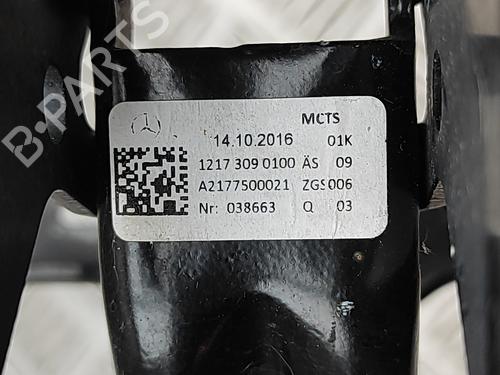 B-PARTS
MCTS
14.10.2016 01K
1217 309 0100 ÄS 09
A2177500021 ZGS006
Nr: 038663 Q 03